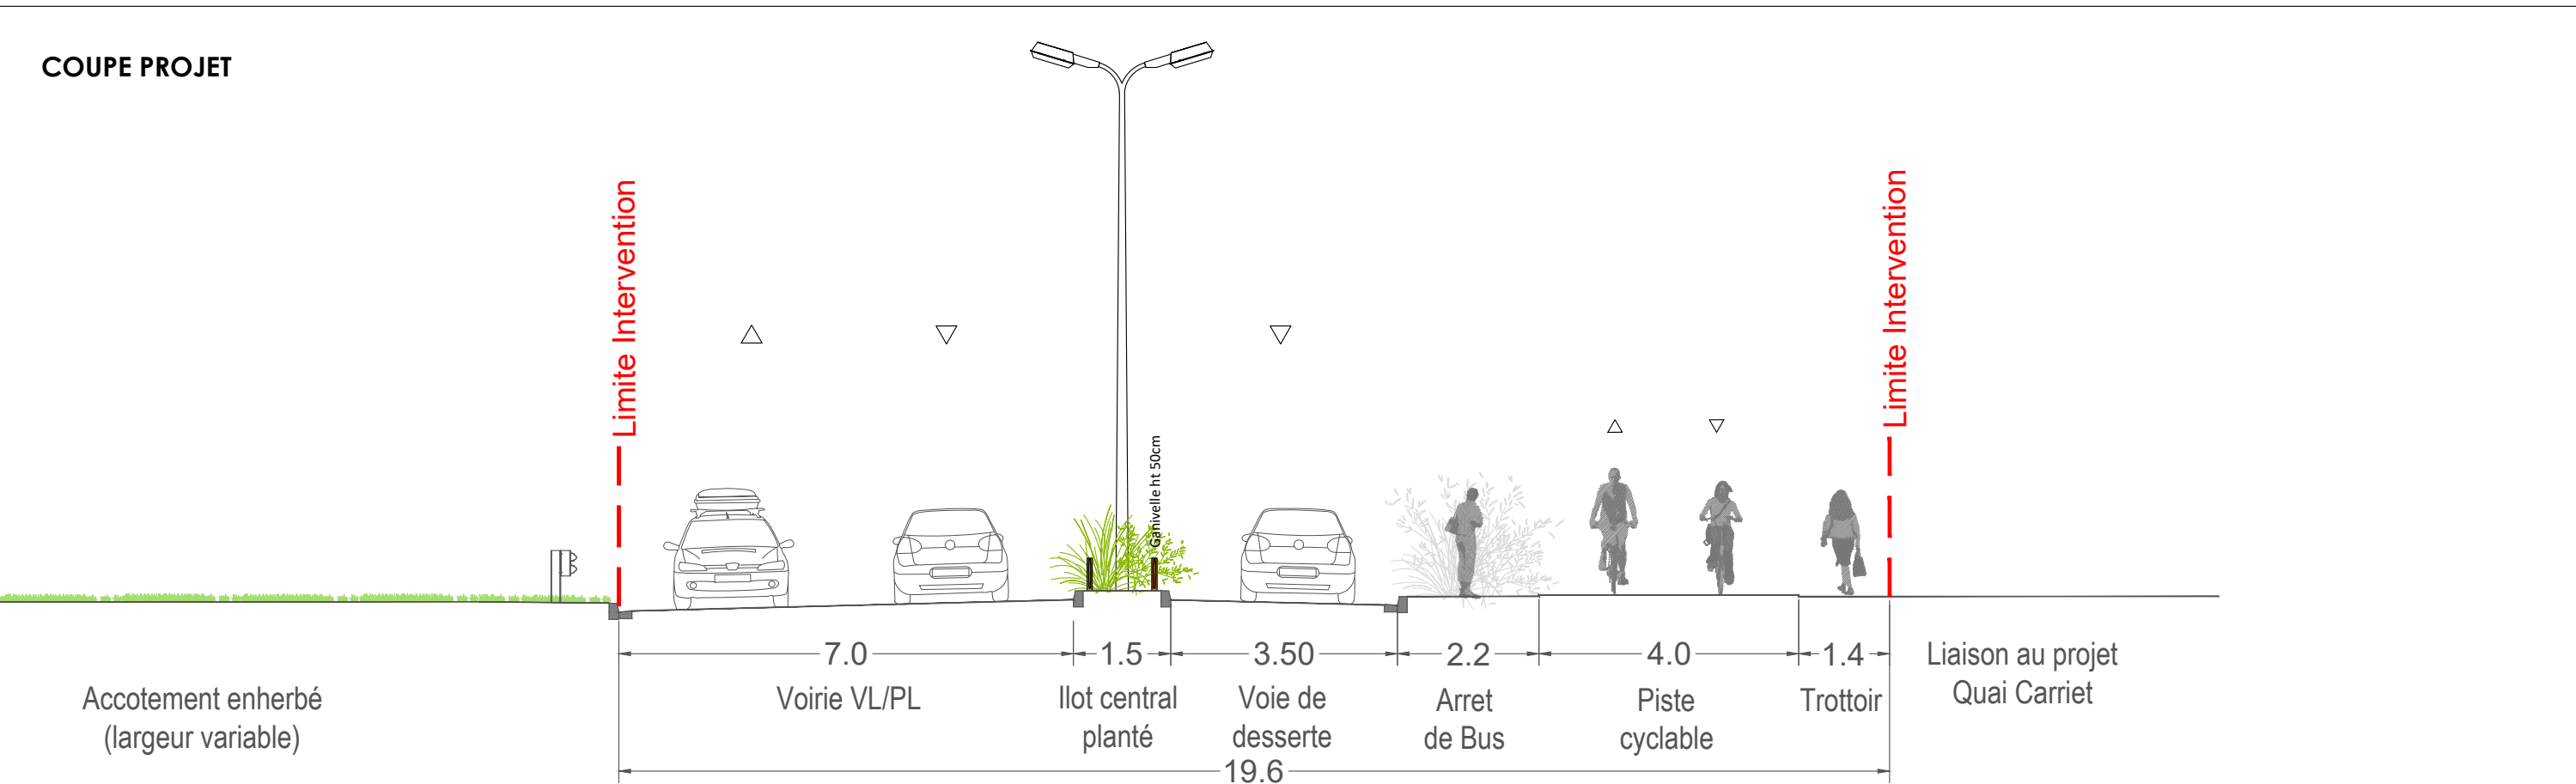 COUPE PROJET
Limite Intervention
Limite Intervention
Ganivelle ht 50cm
7.0
1.5
3.50
2.2
4.0
1.4
Accotement enherbé
(largeur variable)
Voirie VL/PL
Ilot central
planté
Voie de
desserte
Arret
de Bus
Piste
cyclable
Trottoir
Liaison au projet
Quai Carriet
19.6